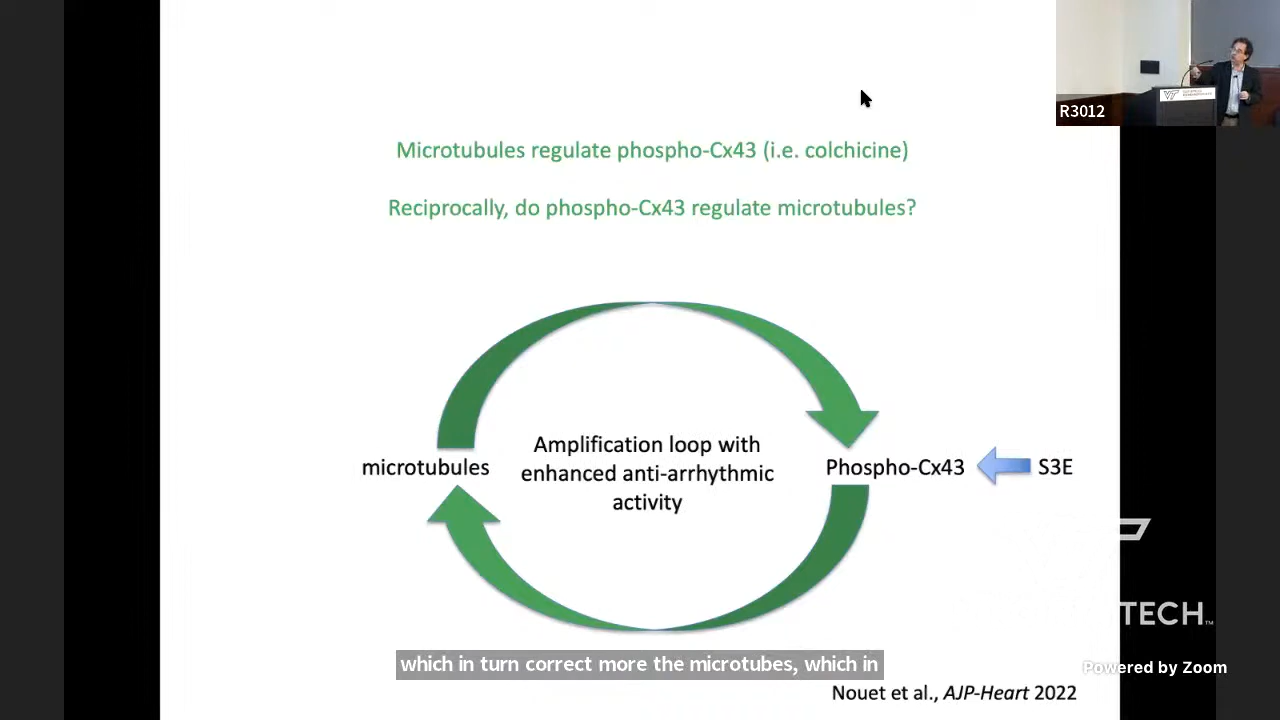 R3012
Microtubules regulate phospho-Cx43 (i.e. colchicine)
Reciprocally, do phospho-Cx43 regulate microtubules?
Amplification loop with
enhanced anti-arrhythmic
activity
microtubules
Phospho-Cx43
S3E
TECH™
which in turn correct more the microtubes, which in
Powered by Zoom
Nouet et al., AJP-Heart 2022